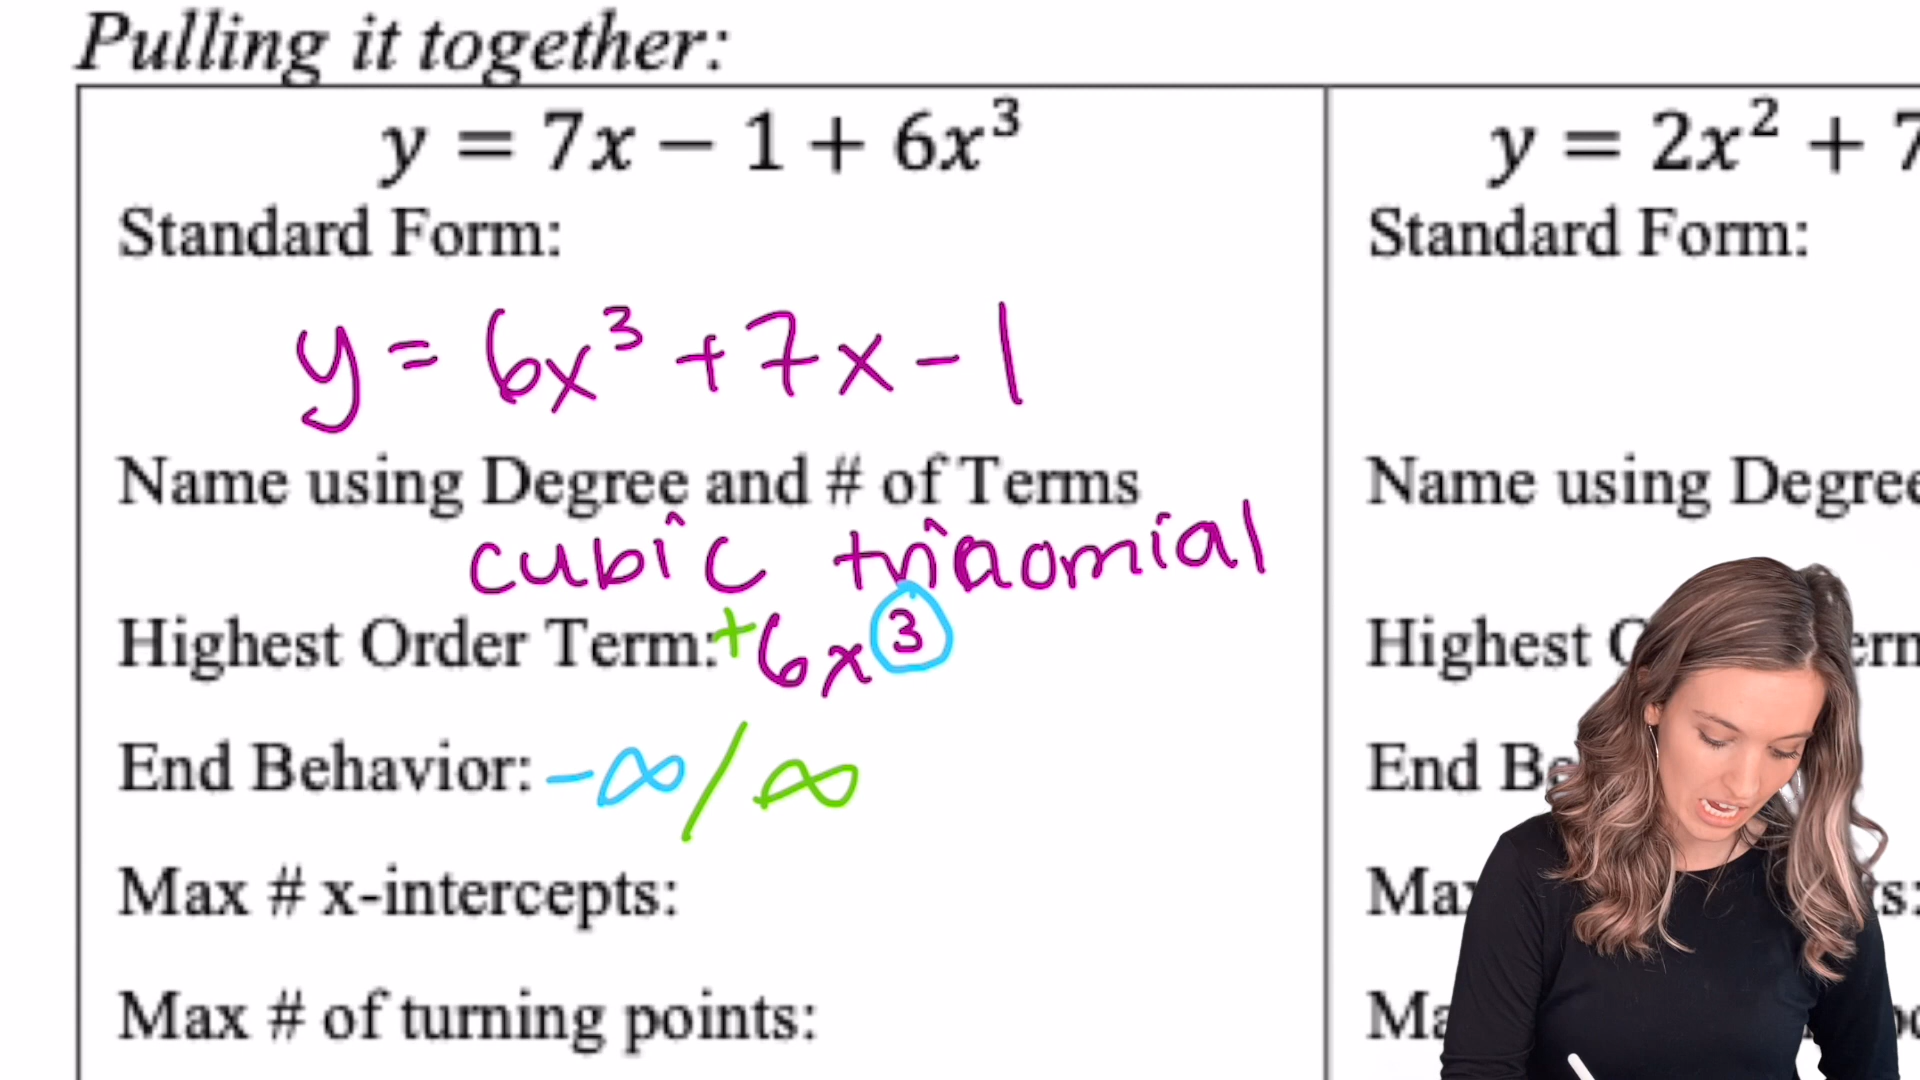 Pulling it together:
y = 7x − 1 + 6x³
Standard Form:
y = 6x³ + 7x - 1
Name using Degree and # of Terms
cubic trinomial
Highest Order Term: +6x³
End Behavior: -∞/∞
Max # x-intercepts:
Max # of turning points:
y = 2x² + 7
Standard Form:
Name using Degree
Highest
End